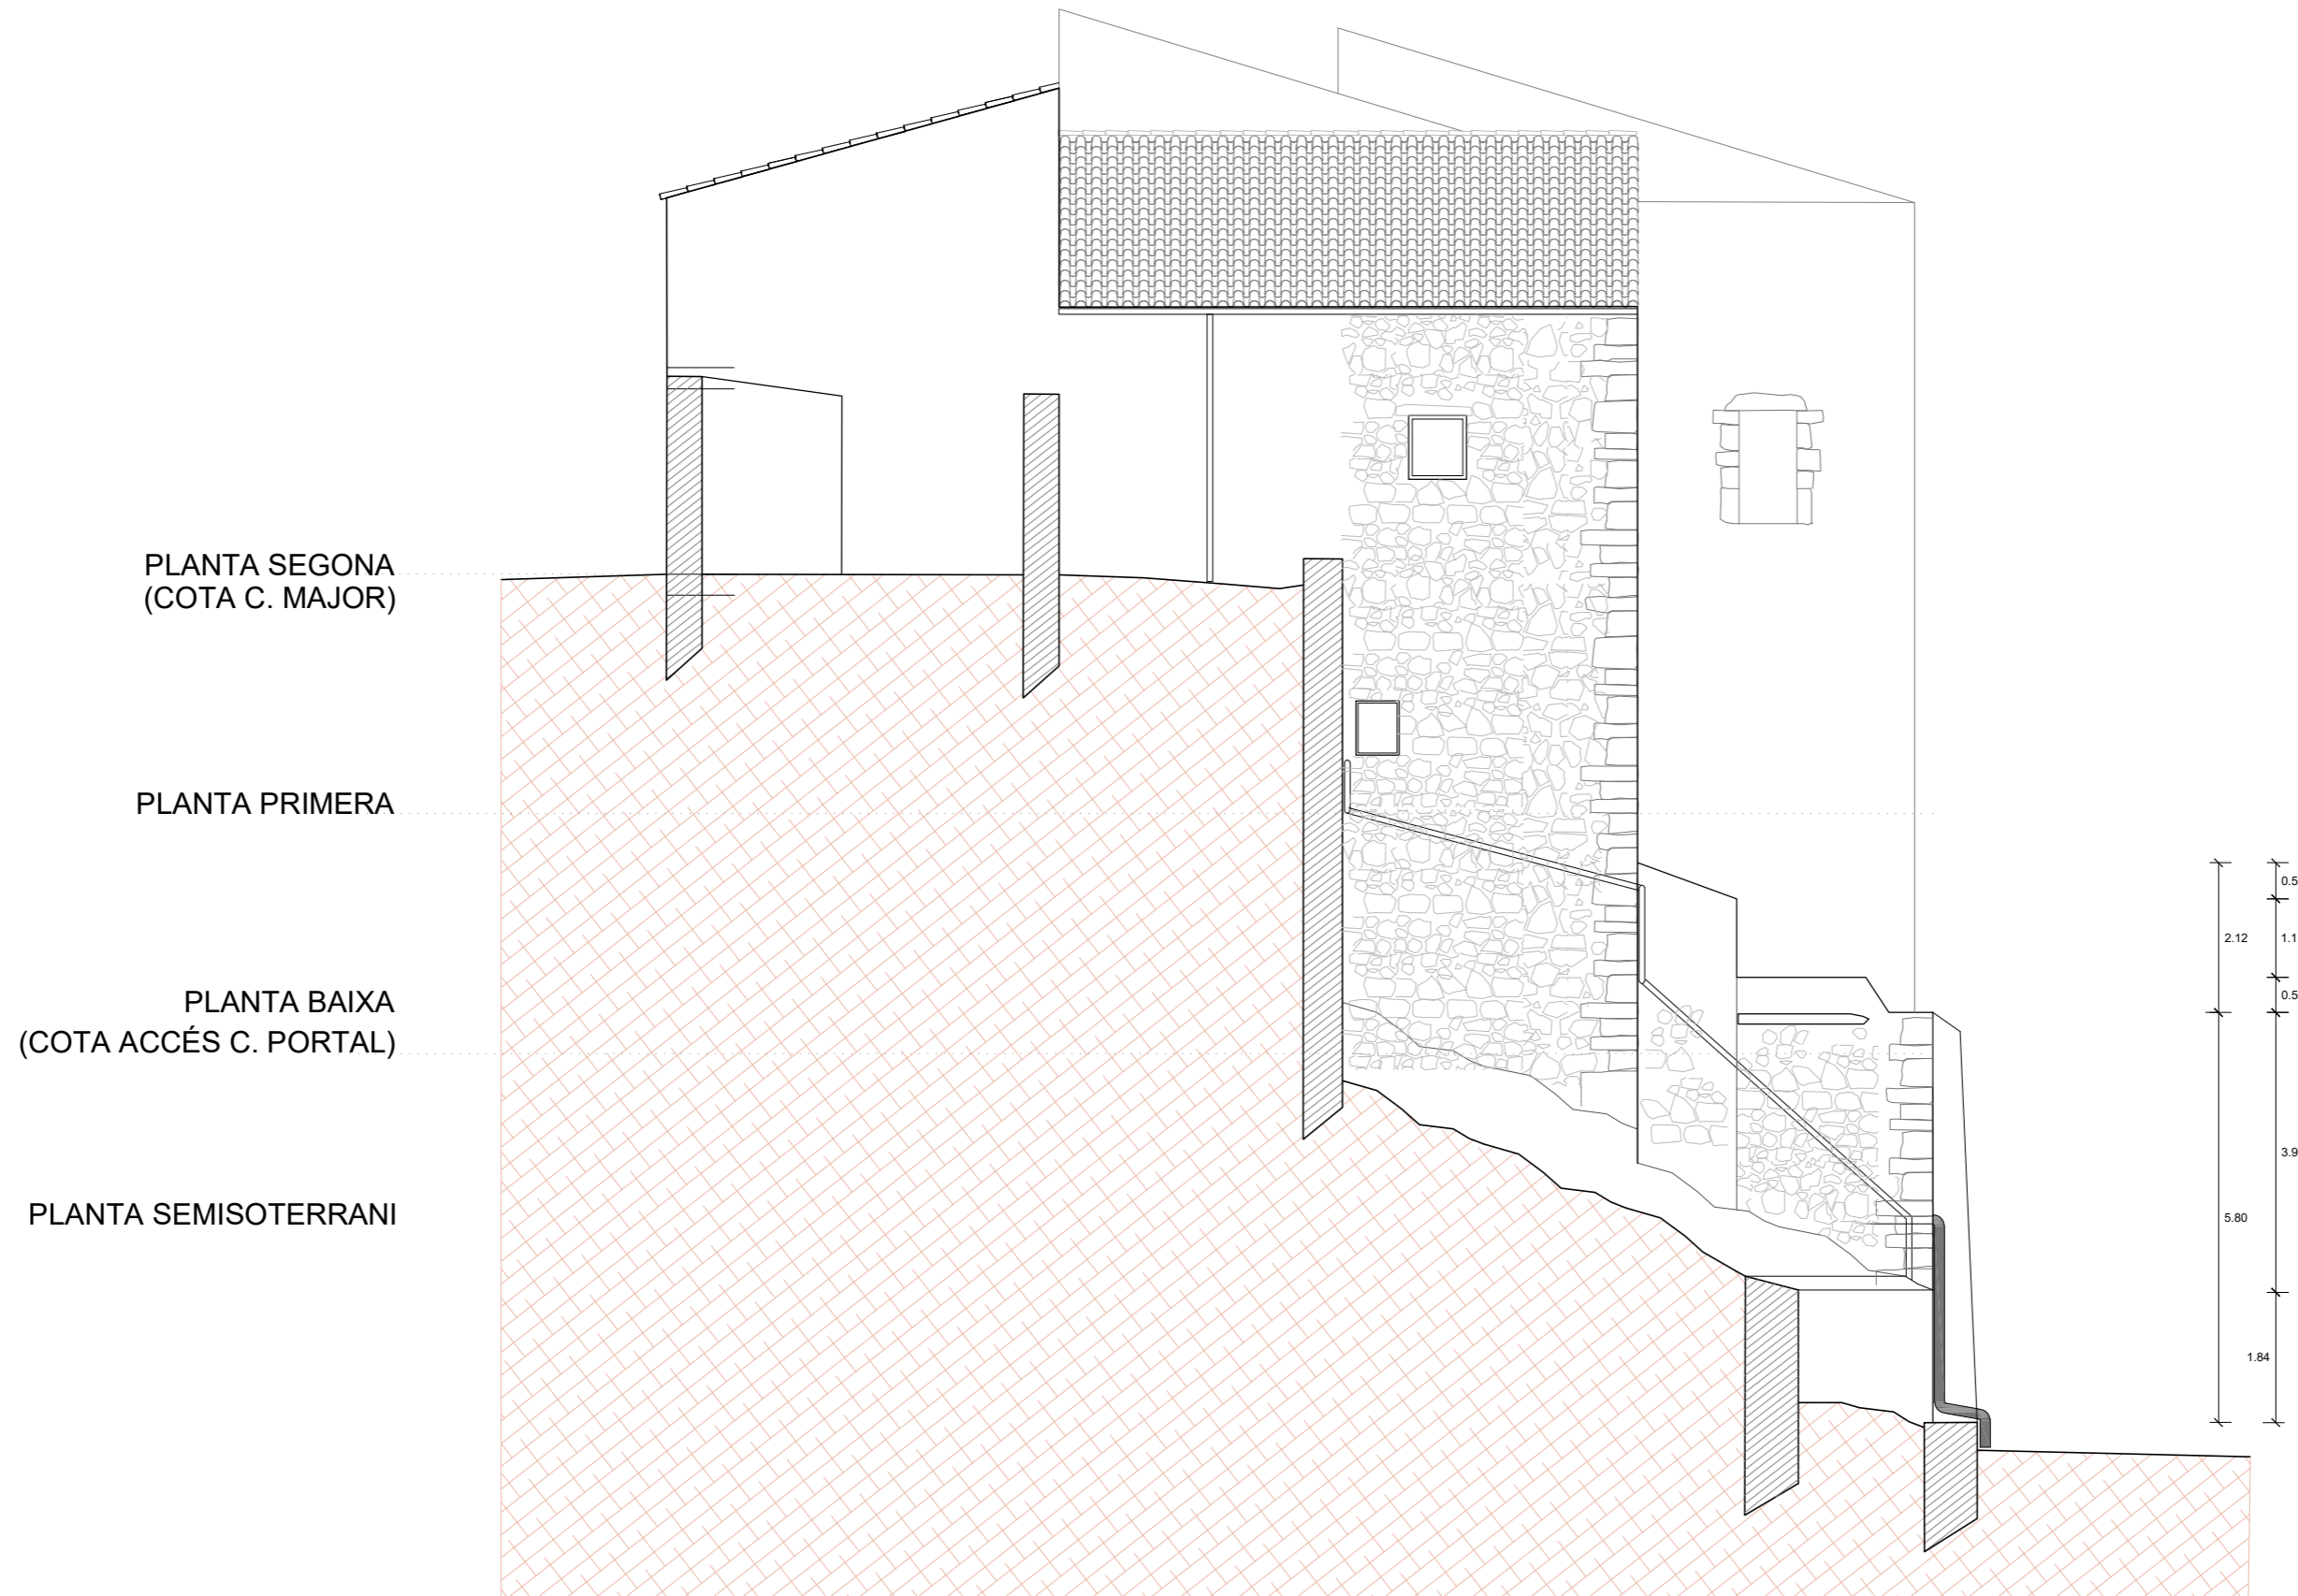 PLANTA SEGONA
(COTA C. MAJOR)
PLANTA PRIMERA
0.5
2.12
1.1
0.5
PLANTA BAIXA
(COTA ACCÉS C. PORTAL)
3.9
PLANTA SEMISOTERRANI
5.80
1.84